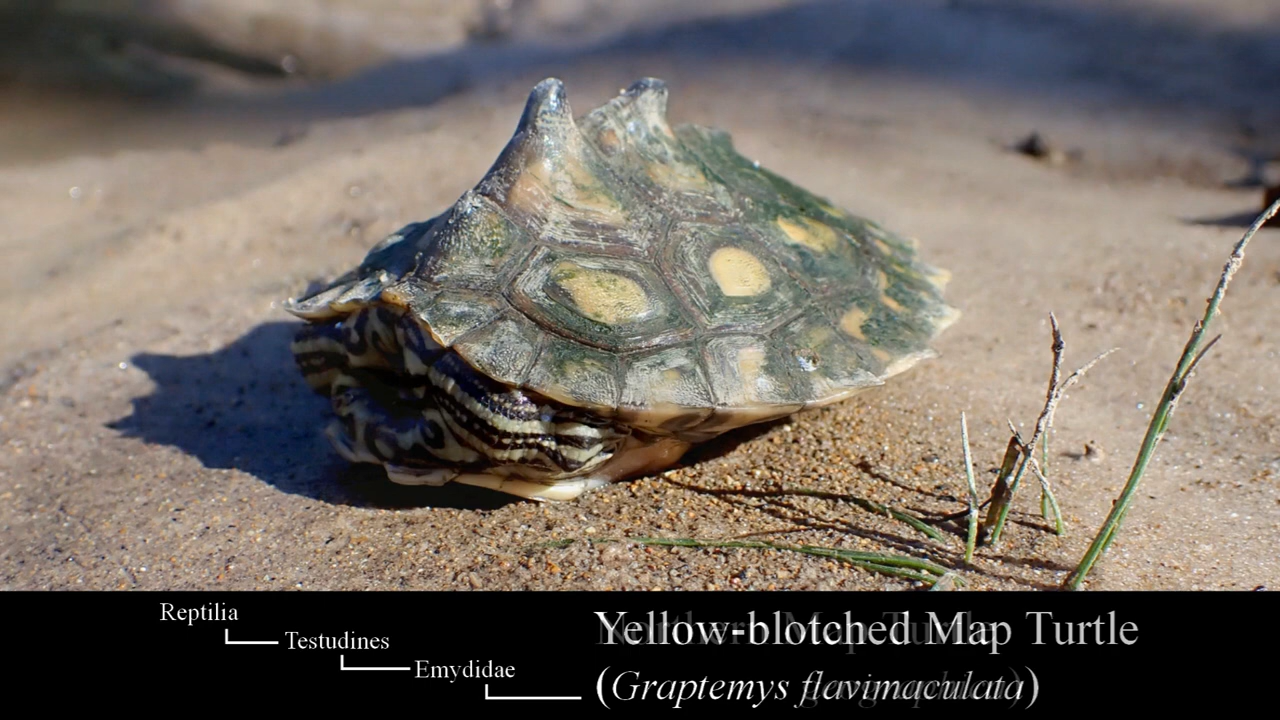 Reptilia
Testudines
Emydidae
Yellow-blotched Map Turtle
(Graptemys flavimaculata)